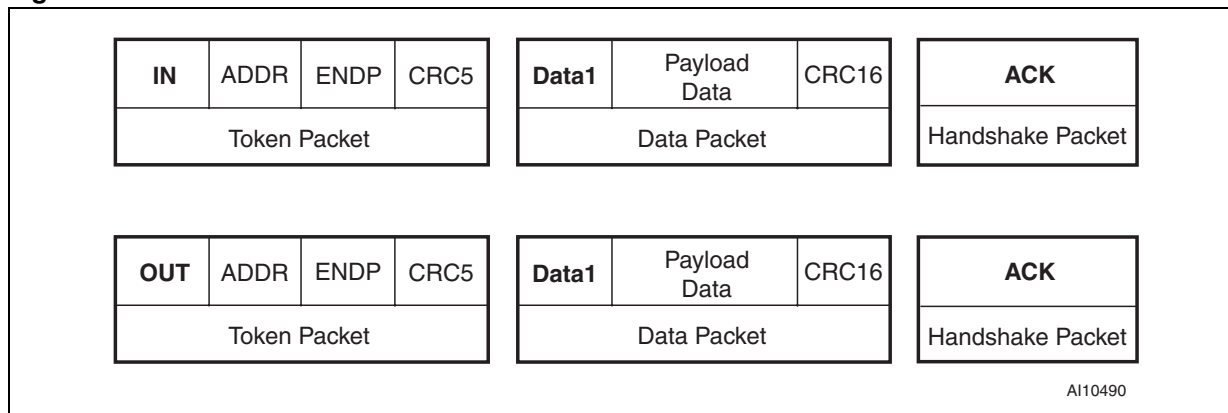 IN ADDR ENDP CRC5 Data1 Payload Data CRC16 ACK
Token Packet Data Packet Handshake Packet
OUT ADDR ENDP CRC5 Data1 Payload Data CRC16 ACK
Token Packet Data Packet Handshake Packet
AI10490